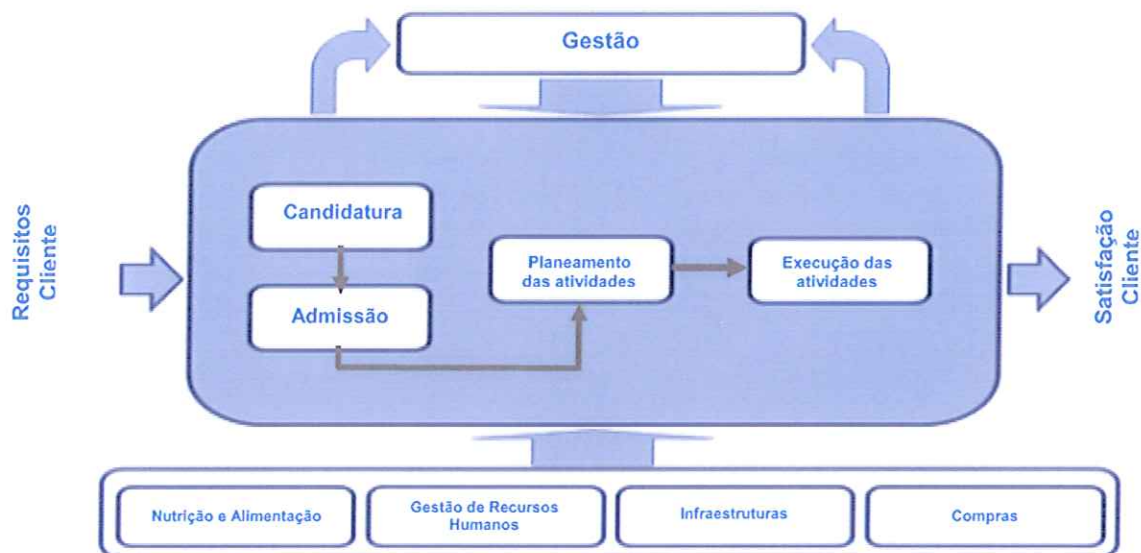 Gestão
Requisitos
Cliente
Candidatura
Admissão
Planeamento
das atividades
Execução das
atividades
Satisfação
Cliente
Nutrição e Alimentação
Gestão de Recursos
Humanos
Infraestruturas
Compras